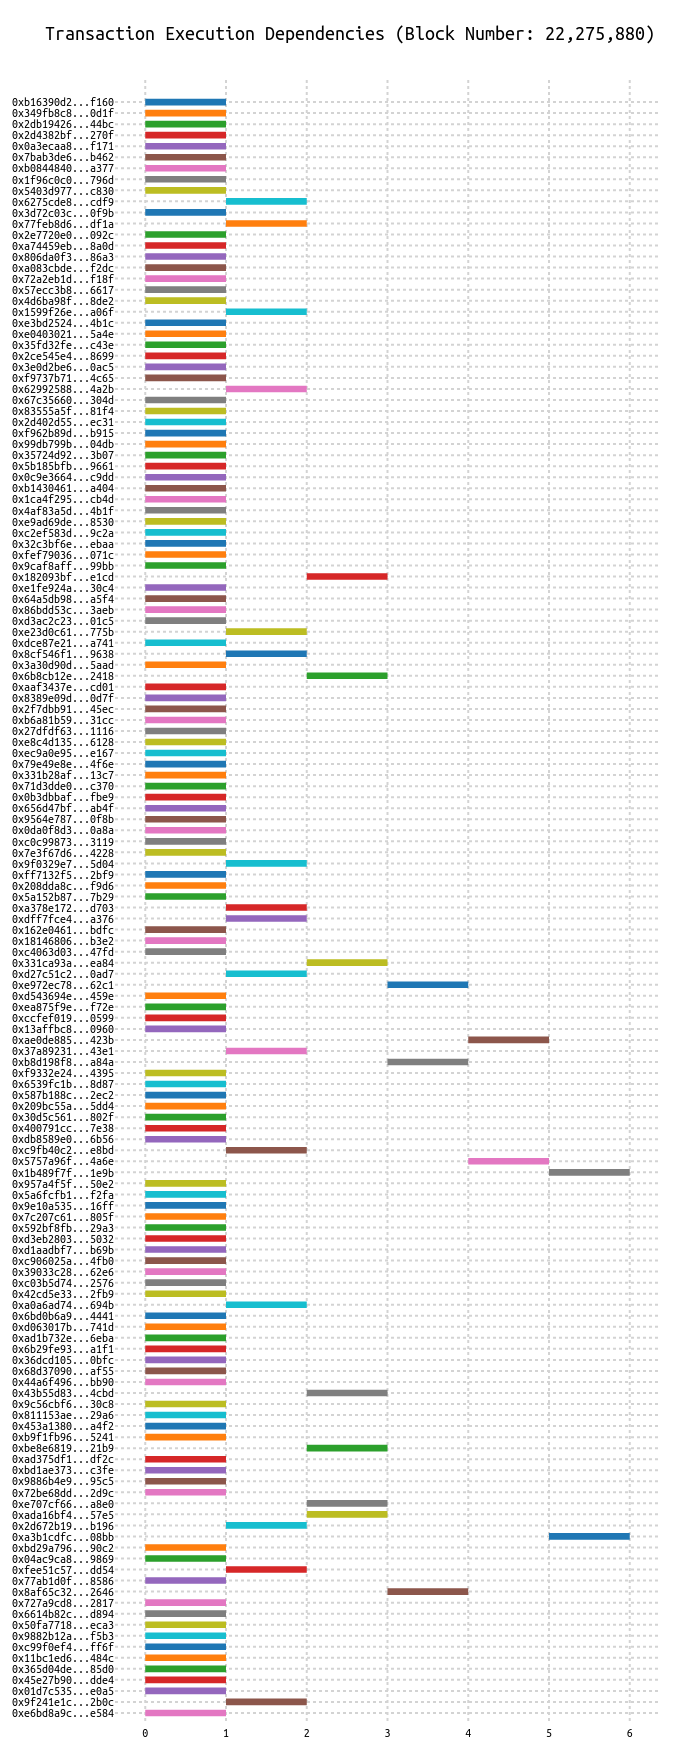 Transaction Execution Dependencies (Block Number: 22,275,880)
0xb16390d2...f160
0x349fb8c8...0d1f
0x2db19426...44bc
0x2d4382bf...270f
0x0a3ecaa8...f171
0x7bab3de6...b462
0xb0844840...a377
0x1f96c0c0...796d
0x5403d977...c830
0x6275cde8...cdf9
0x3d72c03c...0f9b
0x77feb8d6...df1a
0x2e7720e0...092c
0xa74459eb...8a0d
0x806da0f3...86a3
0xa083cbde...f2dc
0x72a2eb1d...f18f
0x57ecc3b8...6617
0x4d6ba98f...8de2
0x1599f26e...a06f
0xe3bd2524...4b1c
0xe0403021...5a4e
0x35fd32fe...c43e
0x2ce545e4...8699
0x3e0d2be6...0ac5
0xf9737b71...4c65
0x62992588...4a2b
0x67c35660...304d
0x83555a5f...81f4
0x2d402d55...ec31
0xf962b89d...b915
0x99db799b...04db
0x35724d92...3b07
0x5b185bfb...9661
0x0c9e3664...c9dd
0xb1430461...a404
0x1ca4f295...cb4d
0x4af83a5d...4b1f
0xe9ad69de...8530
0xc2ef583d...9c2a
0x32c3bf6e...ebaa
0xfef79036...071c
0x9caf8aff...99bb
0x182093bf...e1cd
0xe1fe924a...30c4
0x64a5db98...a5f4
0x86bdd53c...3aeb
0xd3ac2c23...01c5
0xe23d0c61...775b
0xdce87e21...a741
0x8cf546f1...9638
0x3a30d90d...5aad
0x6b8cb12e...2418
0xaaf3437e...cd01
0x8389e09d...0d7f
0x2f7dbb91...45ec
0xb6a81b59...31cc
0x27dfdf63...1116
0xe8c4d135...6128
0xec9a0e95...e167
0x79e49e8e...4f6e
0x331b28af...13c7
0x71d3dde0...c370
0x0b3dbbaf...fbe9
0x656d47bf...ab4f
0x9564e787...0f8b
0x0da0f8d3...0a8a
0xc0c99873...3119
0x7e3f67d6...4228
0x9f0329e7...5d04
0xff7132f5...2bf9
0x208dda8c...f9d6
0x5a152b87...7b29
0xa378e172...d703
0xdff7fce4...a376
0x162e0461...bdfc
0x18146806...b3e2
0xc4063d03...47fd
0x331ca93a...ea84
0xd27c51c2...0ad7
0xe972ec78...62c1
0xd543694e...459e
0xea875f9e...f72e
0xccfef019...0599
0x13affbc8...0960
0xae0de885...423b
0x37a89231...43e1
0xb8d198f8...a84a
0xf9332e24...4395
0x6539fc1b...8d87
0x587b188c...2ec2
0x209bc55a...5dd4
0x30d5c561...802f
0x400791cc...7e38
0xdb8589e0...6b56
0xc9fb40c2...e8bd
0x5757a96f...4a6e
0x1b489f7f...1e9b
0x957a4f5f...50e2
0x5a6fcfb1...f2fa
0x9e10a535...16ff
0x7c207c61...805f
0x592bf8fb...29a3
0xd3eb2803...5032
0xd1aadbf7...b69b
0xc906025a...4fb0
0x39033c28...62e6
0xc03b5d74...2576
0x42cd5e33...2fb9
0xa0a6ad74...694b
0x6bd0b6a9...4441
0xd063017b...741d
0xad1b732e...6eba
0x6b29fe93...a1f1
0x36dcd105...0bfc
0x68d37090...af55
0x44a6f496...bb90
0x43b55d83...4cbd
0x9c56cbf6...30c8
0x811153ae...29a6
0x453a1380...a4f2
0xb9f1fb96...5241
0xbe8e6819...21b9
0xad375df1...df2c
0xbd1ae373...c3fe
0x9886b4e9...95c5
0x72be68dd...2d9c
0xe707cf66...a8e0
0xada16bf4...57e5
0x2d672b19...b196
0xa3b1cdfc...08bb
0xbd29a796...90c2
0x04ac9ca8...9869
0xfee51c57...dd54
0x77ab1d0f...8586
0x8af65c32...2646
0x727a9cd8...2817
0x6614b82c...d894
0x50fa7718...eca3
0x9882b12a...f5b3
0xc99f0ef4...ff6f
0x11bc1ed6...484c
0x365d04de...85d0
0x45e27b90...dde4
0x01d7c535...e0a5
0x9f241e1c...2b0c
0xe6bd8a9c...e584
0 1 2 3 4 5 6